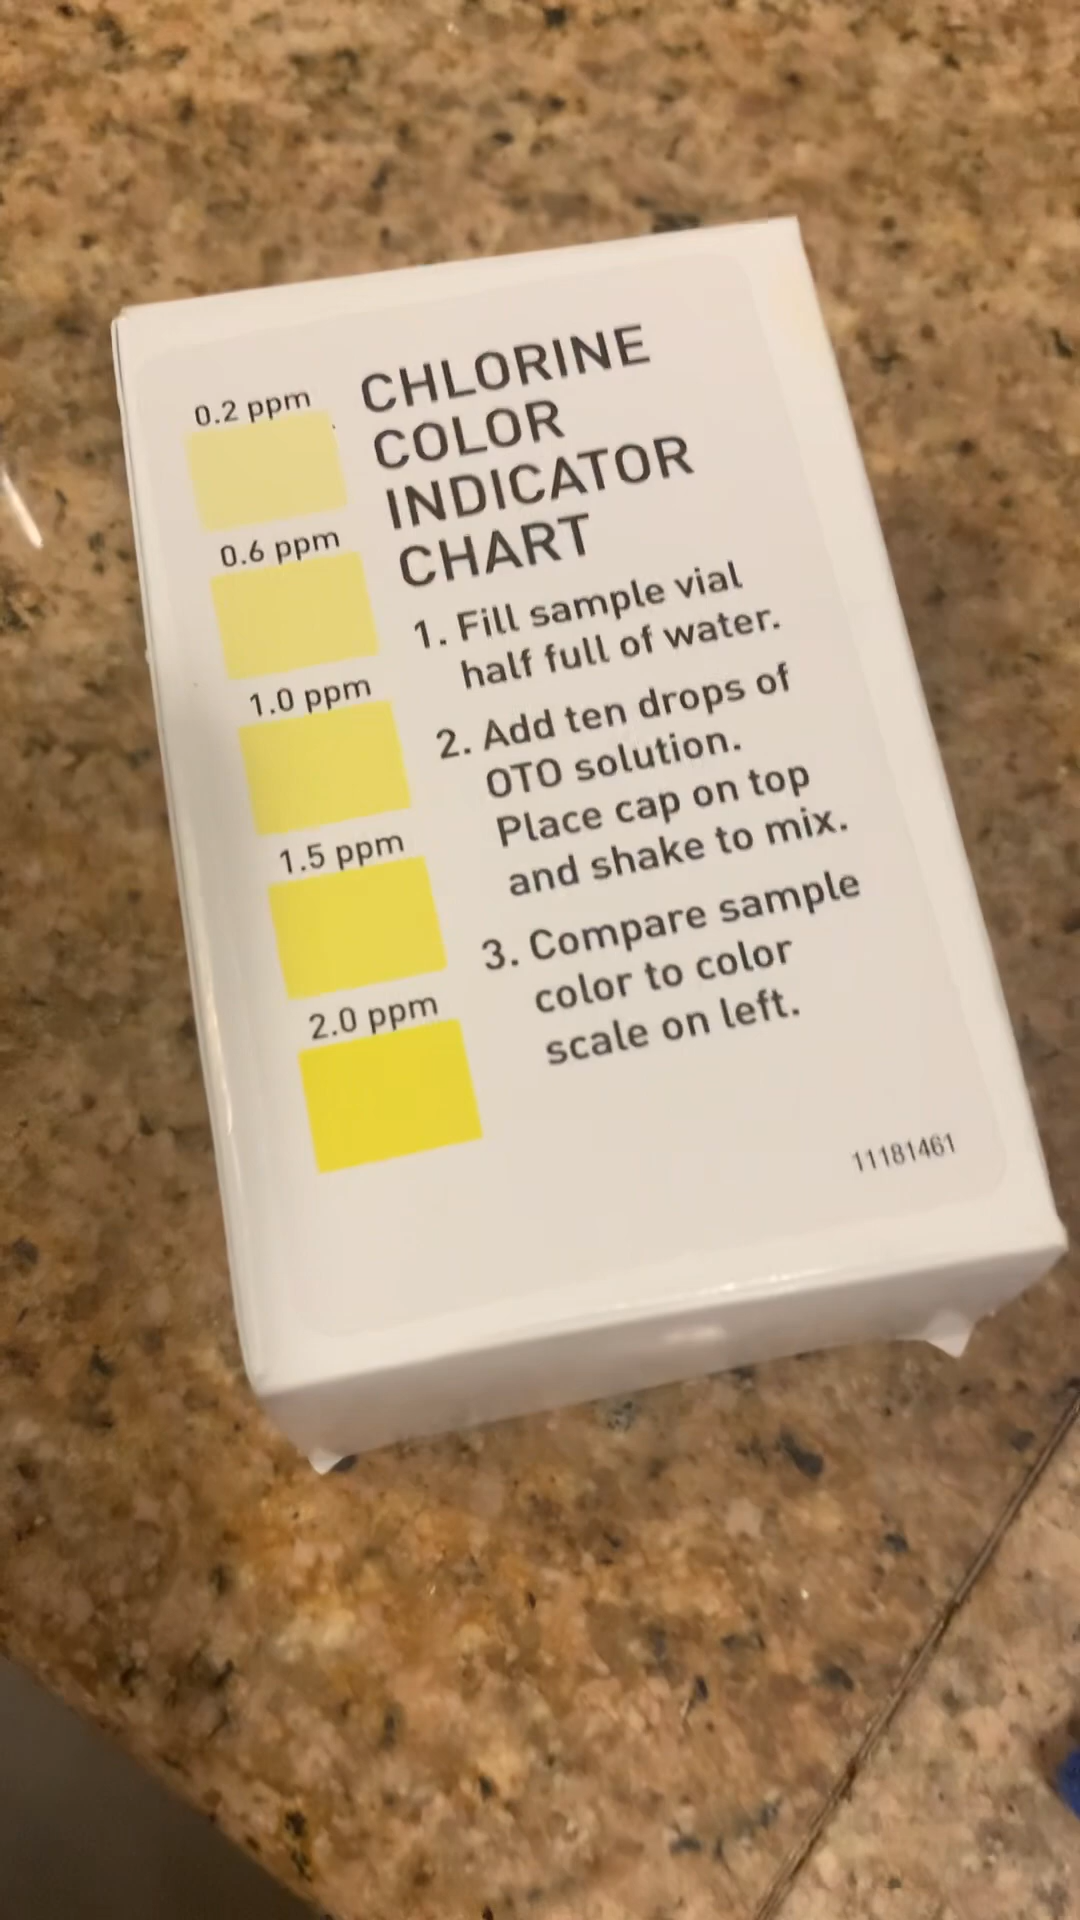 CHLORINE
COLOR
INDICATOR
CHART
0.2 ppm
0.6 ppm
1.0 ppm
1.5 ppm
2.0 ppm
1. Fill sample vial
half full of water.
2. Add ten drops of
OTO solution.
Place cap on top
and shake to mix.
3. Compare sample
color to color
scale on left.
11181461